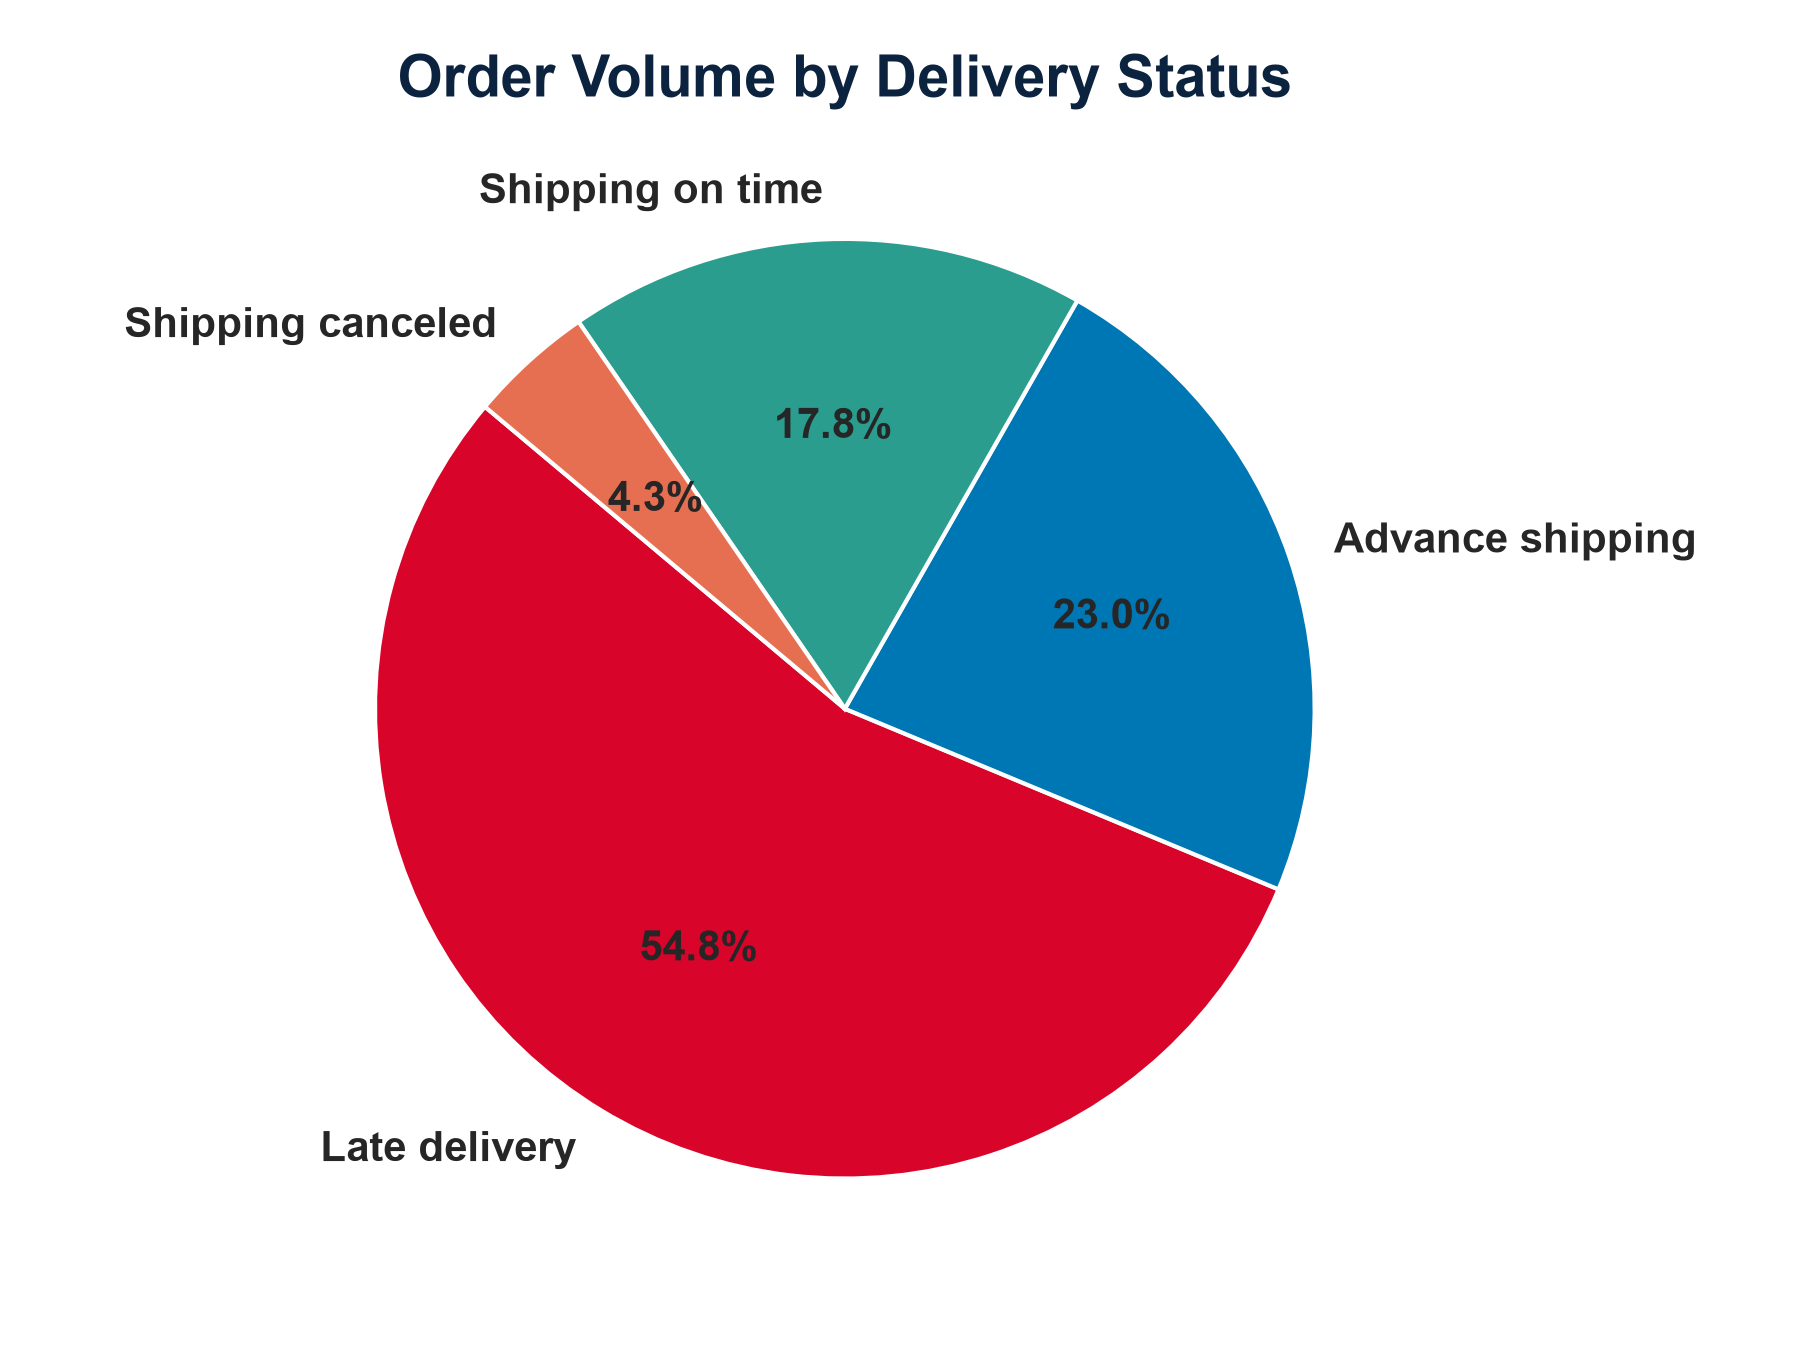 Order Volume by Delivery Status
Shipping on time
Shipping canceled
17.8%
4.3%
Advance shipping
23.0%
54.8%
Late delivery